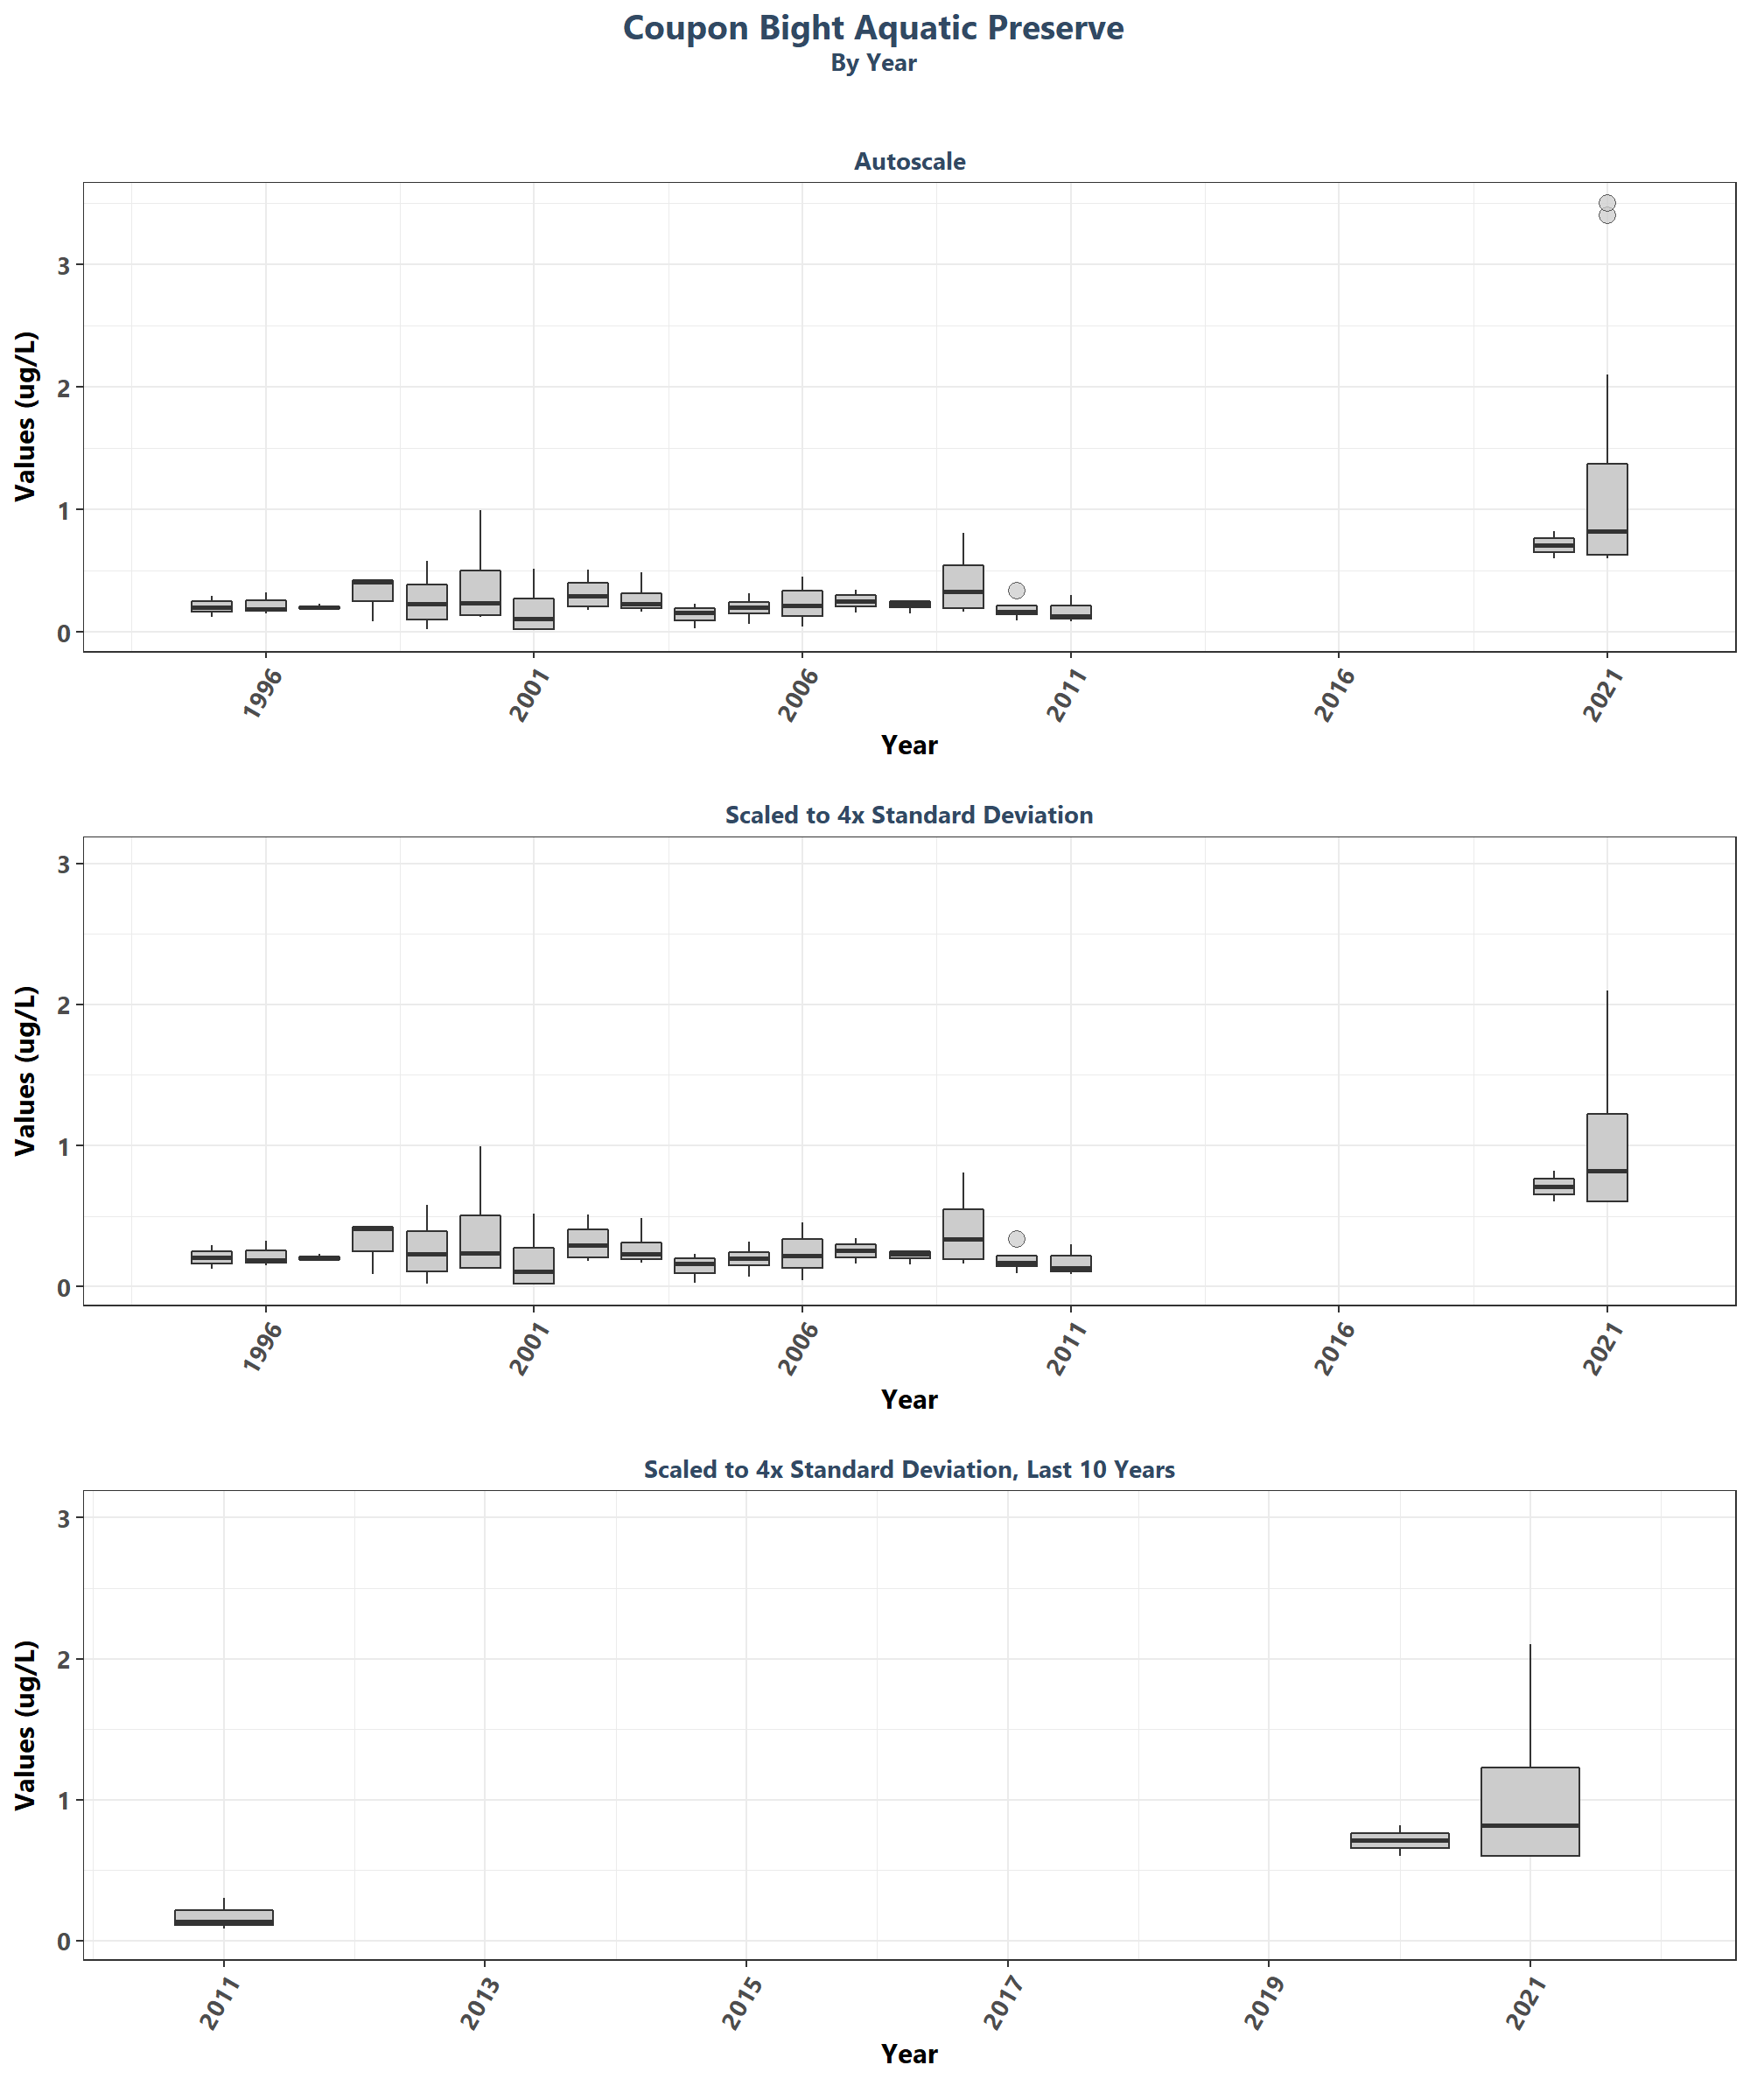 Coupon Bight Aquatic Preserve
By Year
Autoscale
Values (ug/L)
3
2
1
0
1996 2001 2006 2011 2016 2021
Year
Scaled to 4x Standard Deviation
Values (ug/L)
3
2
1
0
1996 2001 2006 2011 2016 2021
Year
Scaled to 4x Standard Deviation, Last 10 Years
Values (ug/L)
3
2
1
0
2011 2013 2015 2017 2019 2021
Year